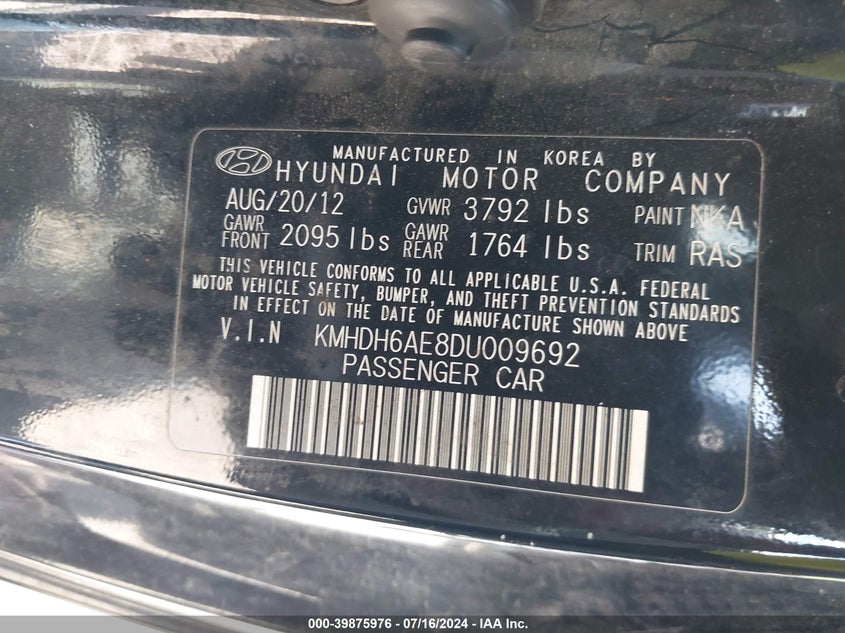 MANUFACTURED IN KOREA BY
HYUNDAI MOTOR COMPANY
AUG/20/12 GVWR 3792 lbs PAINT NKA
GAWR FRONT 2095 lbs GAWR REAR 1764 lbs TRIM RAS
THIS VEHICLE CONFORMS TO ALL APPLICABLE U.S.A. FEDERAL
MOTOR VEHICLE SAFETY, BUMPER, AND THEFT PREVENTION STANDARDS
IN EFFECT ON THE DATE OF MANUFACTURE SHOWN ABOVE
V.I.N KMHDH6AE8DU009692
PASSENGER CAR
000-39875976 | 07/16/2024 | IAA Inc.